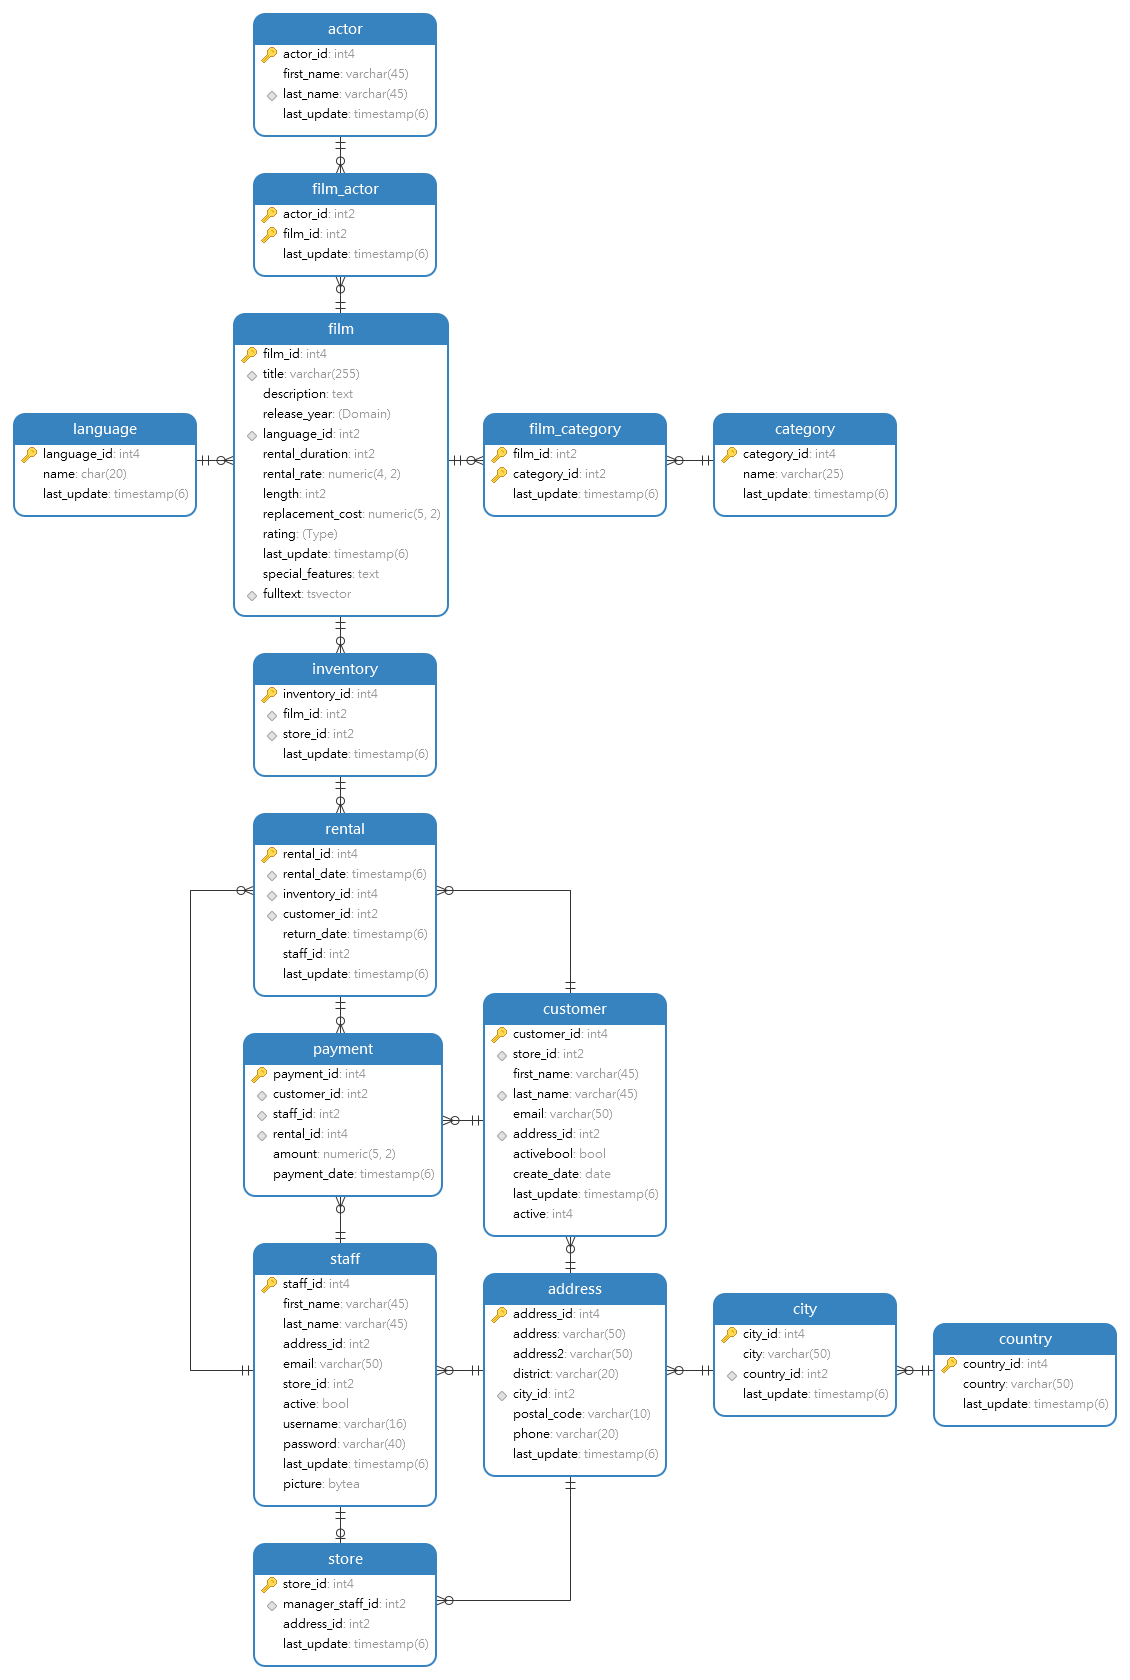 actor
actor_id: int4
first_name: varchar(45)
last_name: varchar(45)
last_update: timestamp(6)
film_actor
actor_id: int2
film_id: int2
last_update: timestamp(6)
film
film_id: int4
title: varchar(255)
description: text
release_year: (Domain)
language_id: int2
rental_duration: int2
rental_rate: numeric(4, 2)
length: int2
replacement_cost: numeric(5, 2)
rating: (Type)
last_update: timestamp(6)
special_features: text
fulltext: tsvector
language
language_id: int4
name: char(20)
last_update: timestamp(6)
film_category
film_id: int2
category_id: int2
last_update: timestamp(6)
category
category_id: int4
name: varchar(25)
last_update: timestamp(6)
inventory
inventory_id: int4
film_id: int2
store_id: int2
last_update: timestamp(6)
rental
rental_id: int4
rental_date: timestamp(6)
inventory_id: int4
customer_id: int2
return_date: timestamp(6)
staff_id: int2
last_update: timestamp(6)
customer
customer_id: int4
store_id: int2
first_name: varchar(45)
last_name: varchar(45)
email: varchar(50)
address_id: int2
activebool: bool
create_date: date
last_update: timestamp(6)
active: int4
payment
payment_id: int4
customer_id: int2
staff_id: int2
rental_id: int4
amount: numeric(5, 2)
payment_date: timestamp(6)
staff
staff_id: int4
first_name: varchar(45)
last_name: varchar(45)
address_id: int2
email: varchar(50)
store_id: int2
active: bool
username: varchar(16)
password: varchar(40)
last_update: timestamp(6)
picture: bytea
address
address_id: int4
address: varchar(50)
address2: varchar(50)
district: varchar(20)
city_id: int2
postal_code: varchar(10)
phone: varchar(20)
last_update: timestamp(6)
city
city_id: int4
city: varchar(50)
country_id: int2
last_update: timestamp(6)
country
country_id: int4
country: varchar(50)
last_update: timestamp(6)
store
store_id: int4
manager_staff_id: int2
address_id: int2
last_update: timestamp(6)